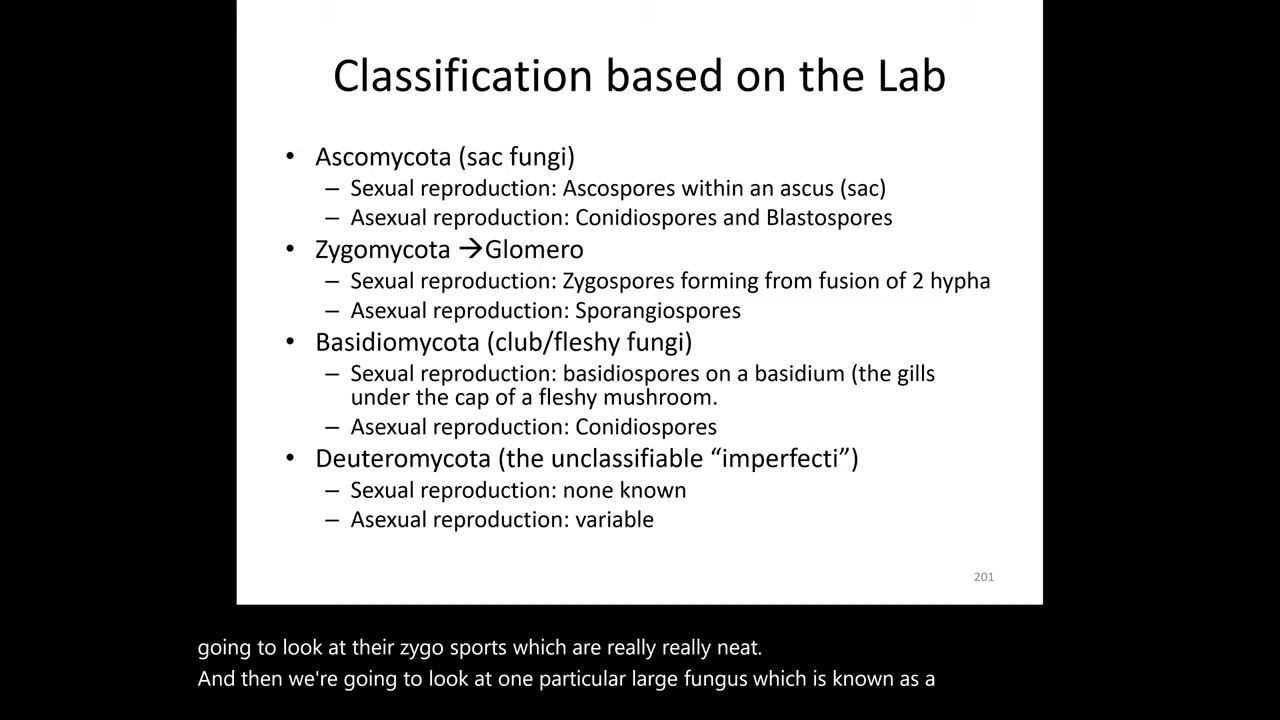 Classification based on the Lab
• Ascomycota (sac fungi)
– Sexual reproduction: Ascospores within an ascus (sac)
– Asexual reproduction: Conidiospores and Blastospores
• Zygomycota →Glomero
– Sexual reproduction: Zygospores forming from fusion of 2 hypha
– Asexual reproduction: Sporangiospores
• Basidiomycota (club/fleshy fungi)
– Sexual reproduction: basidiospores on a basidium (the gills
under the cap of a fleshy mushroom.
– Asexual reproduction: Conidiospores
• Deuteromycota (the unclassifiable “imperfecti”)
– Sexual reproduction: none known
– Asexual reproduction: variable
201
going to look at their zygo sports which are really really neat.
And then we're going to look at one particular large fungus which is known as a